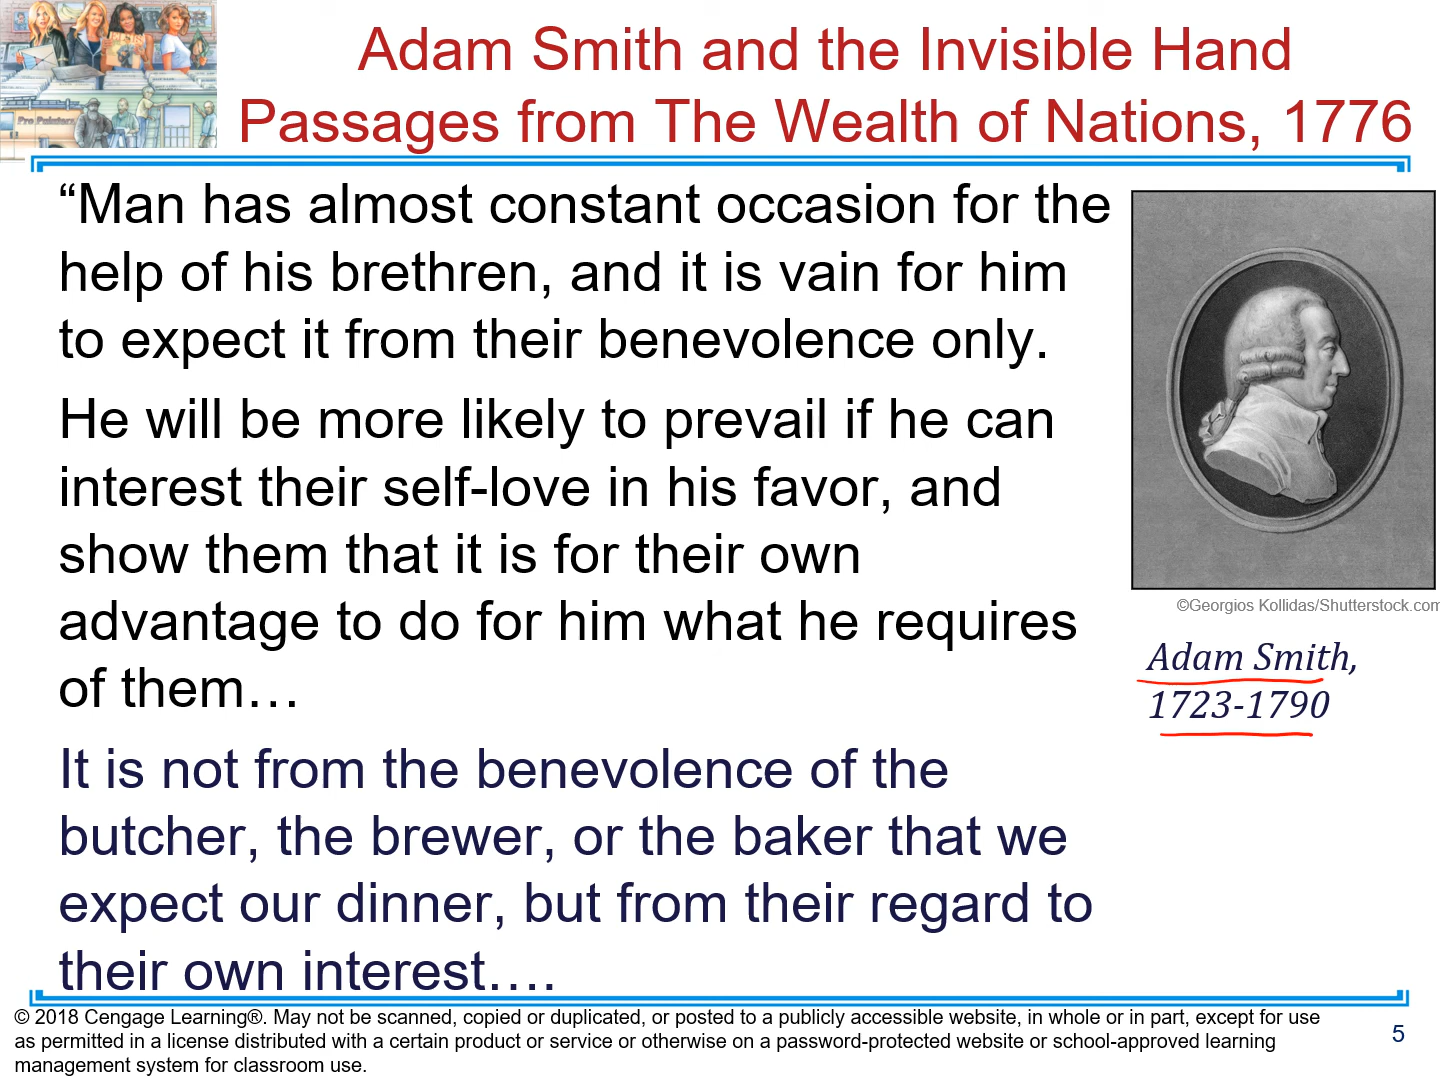 Adam Smith and the Invisible Hand
Passages from The Wealth of Nations, 1776
Pro Painters
“Man has almost constant occasion for the
help of his brethren, and it is vain for him
to expect it from their benevolence only.
He will be more likely to prevail if he can
interest their self-love in his favor, and
show them that it is for their own
advantage to do for him what he requires
of them…
It is not from the benevolence of the
butcher, the brewer, or the baker that we
expect our dinner, but from their regard to
their own interest….
©Georgios Kollidas/Shutterstock.com
Adam Smith,
1723-1790
© 2018 Cengage Learning®. May not be scanned, copied or duplicated, or posted to a publicly accessible website, in whole or in part, except for use
as permitted in a license distributed with a certain product or service or otherwise on a password-protected website or school-approved learning
management system for classroom use.
5